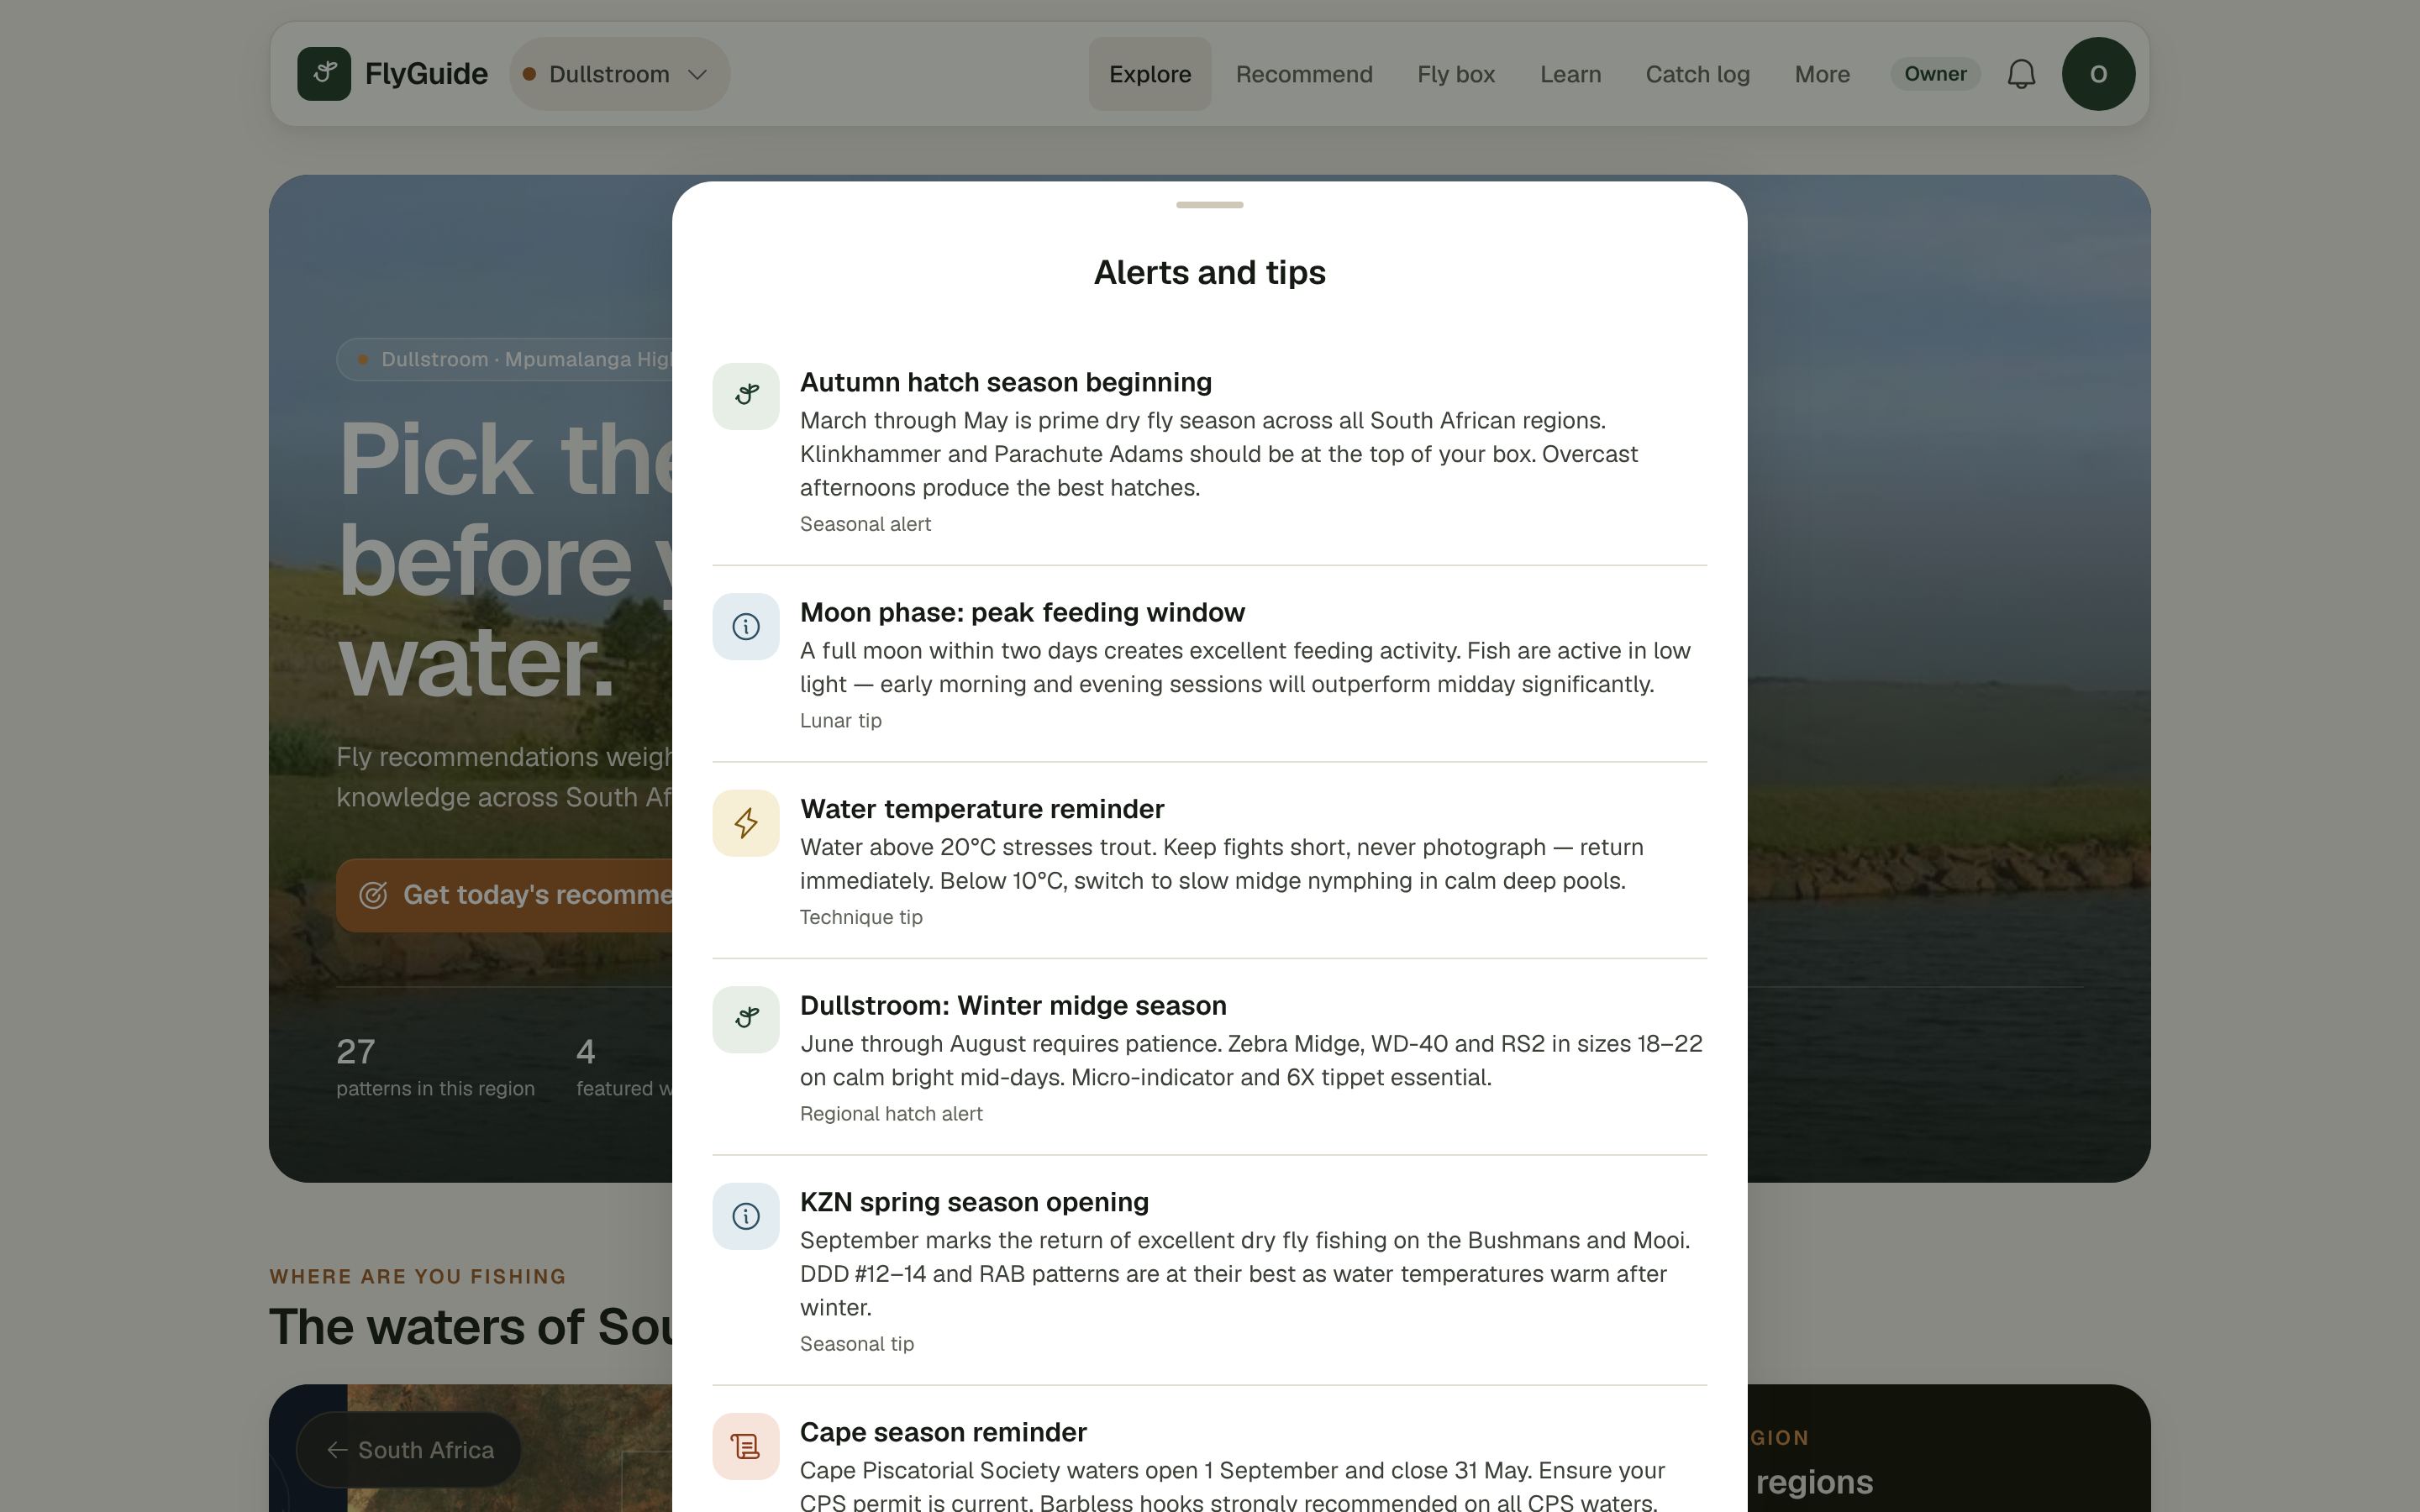 FlyGuide
Dullstroom
Explore
Recommend
Fly box
Learn
Catch log
More
Owner
O
Alerts and tips
Dullstroom · Mpumalanga
Pick
before
water.
Fly recommendations
knowledge across South
Get today's
27
patterns in this region
4
featured
Autumn hatch season beginning
March through May is prime dry fly season across all South African regions.
Klinkhammer and Parachute Adams should be at the top of your box. Overcast
afternoons produce the best hatches.
Seasonal alert
Moon phase: peak feeding window
A full moon within two days creates excellent feeding activity. Fish are active in low
light — early morning and evening sessions will outperform midday significantly.
Lunar tip
Water temperature reminder
Water above 20°C stresses trout. Keep fights short, never photograph — return
immediately. Below 10°C, switch to slow midge nymphing in calm deep pools.
Technique tip
Dullstroom: Winter midge season
June through August requires patience. Zebra Midge, WD-40 and RS2 in sizes 18–22
on calm bright mid-days. Micro-indicator and 6X tippet essential.
Regional hatch alert
KZN spring season opening
September marks the return of excellent dry fly fishing on the Bushmans and Mooi.
DDD #12–14 and RAB patterns are at their best as water temperatures warm after
winter.
Seasonal tip
Cape season reminder
Cape Piscatorial Society waters open 1 September and close 31 May. Ensure your
CPS permit is current. Barbless hooks strongly recommended on all CPS waters.
WHERE ARE YOU FISHING
The waters of
South Africa
regions